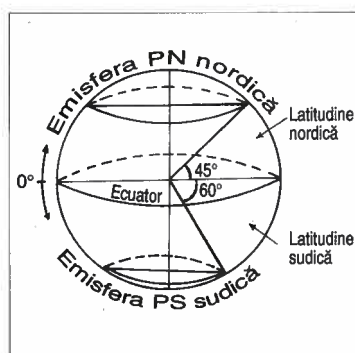 Emisfera PN nordică
Latitudine
nordică
45°
0°
60°
Ecuator
Latitudine
sudică
Emisfera PS sudică